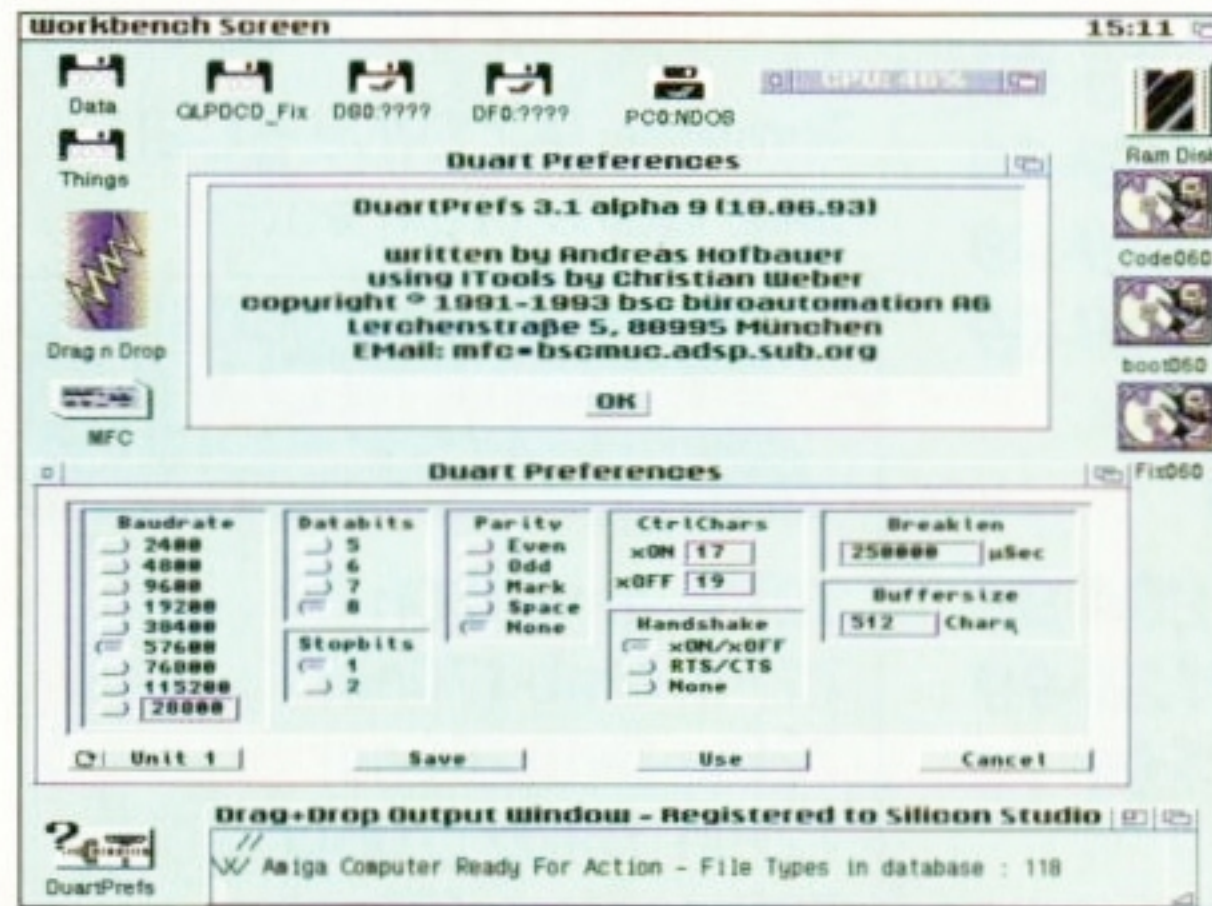 Workbench Screen 15:11
Data
QLPDCD_Fix
DG0:????
DF0:????
PC0:NDOS
Ram Disk
Things
Duart Preferences
DuartPrefs 3.1 alpha 9 (18.06.93)
written by Andreas Hofbauer
using ITools by Christian Weber
copyright © 1991-1993 bsc büroautomation AG
Lerchenstraße 5, 80995 München
EMail: mfc=bscmuc.adsp.sub.org
OK
Drag n Drop
MFC
Code060
boot060
Fix060
Duart Preferences
Baudrate
2400
4800
9600
19200
38400
57600
76800
115200
28000
Databits
5
6
7
8
Stopbits
1
2
Parity
Even
Odd
Mark
Space
None
CtrlChars
xON 17
xOFF 19
Handshake
xON/xOFF
RTS/CTS
None
Breaklen
250000 µSec
Buffersize
512 Chars
Unit 1
Save
Use
Cancel
DuartPrefs
Drag+Drop Output Window - Registered to Silicon Studio
Amiga Computer Ready For Action - File Types in database : 118